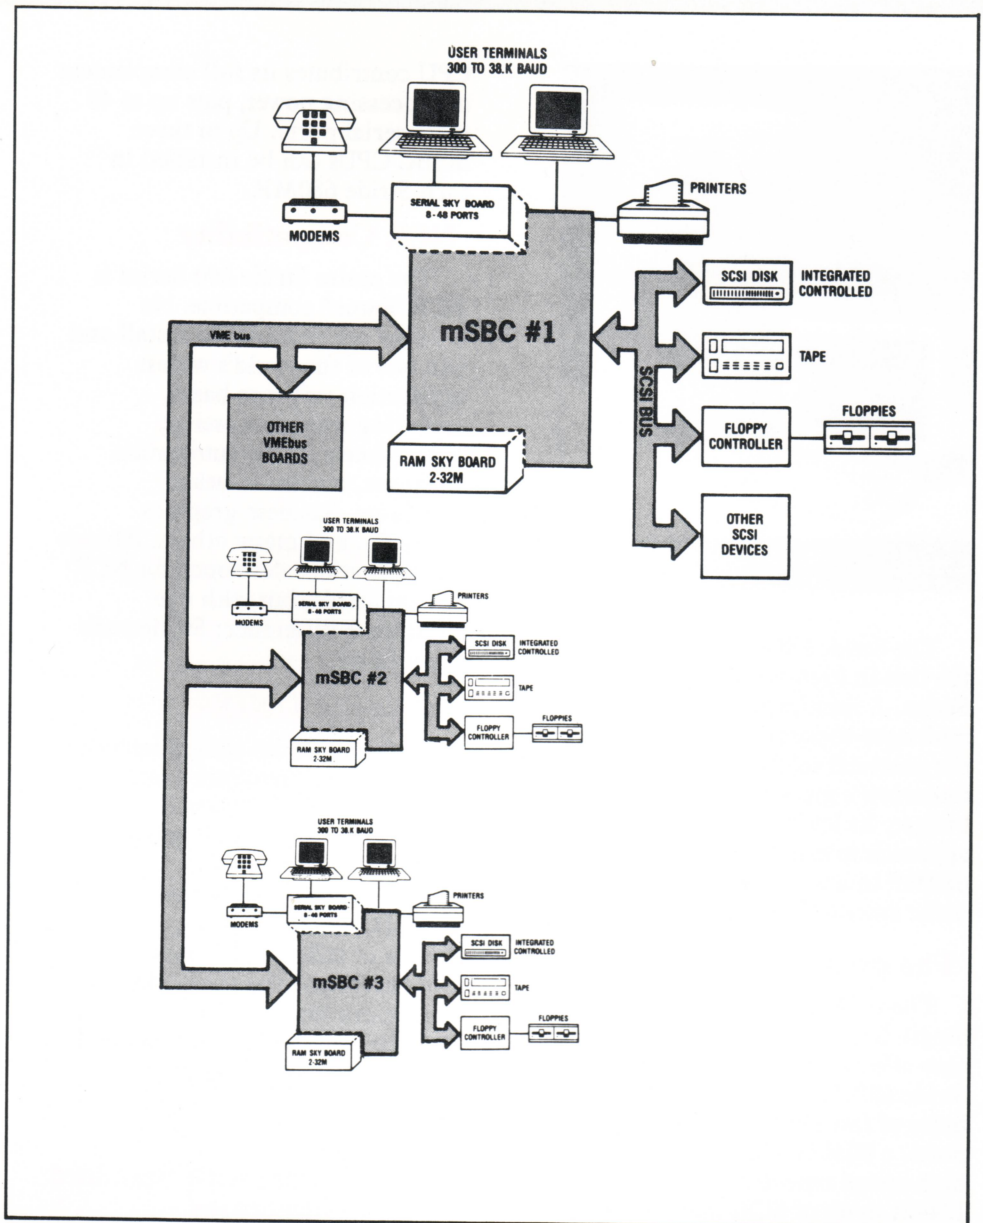 USER TERMINALS
300 TO 38.K BAUD
SERIAL SKY BOARD
8 - 48 PORTS
PRINTERS
MODEMS
SCSI DISK
INTEGRATED
CONTROLLED
VME bus
mSBC #1
TAPE
SCSI BUS
FLOPPIES
OTHER
VMEbus
BOARDS
FLOPPY
CONTROLLER
RAM SKY BOARD
2-32M
OTHER
SCSI
DEVICES
USER TERMINALS
300 TO 38.K BAUD
PRINTERS
SERIAL SKY BOARD
8 - 48 PORTS
MODEMS
SCSI DISK
INTEGRATED
CONTROLLED
mSBC #2
TAPE
FLOPPIES
FLOPPY
CONTROLLER
RAM SKY BOARD
2-32M
USER TERMINALS
300 TO 38.K BAUD
PRINTERS
SERIAL SKY BOARD
8 - 48 PORTS
MODEMS
SCSI DISK
INTEGRATED
CONTROLLED
mSBC #3
TAPE
FLOPPIES
FLOPPY
CONTROLLER
RAM SKY BOARD
2-32M